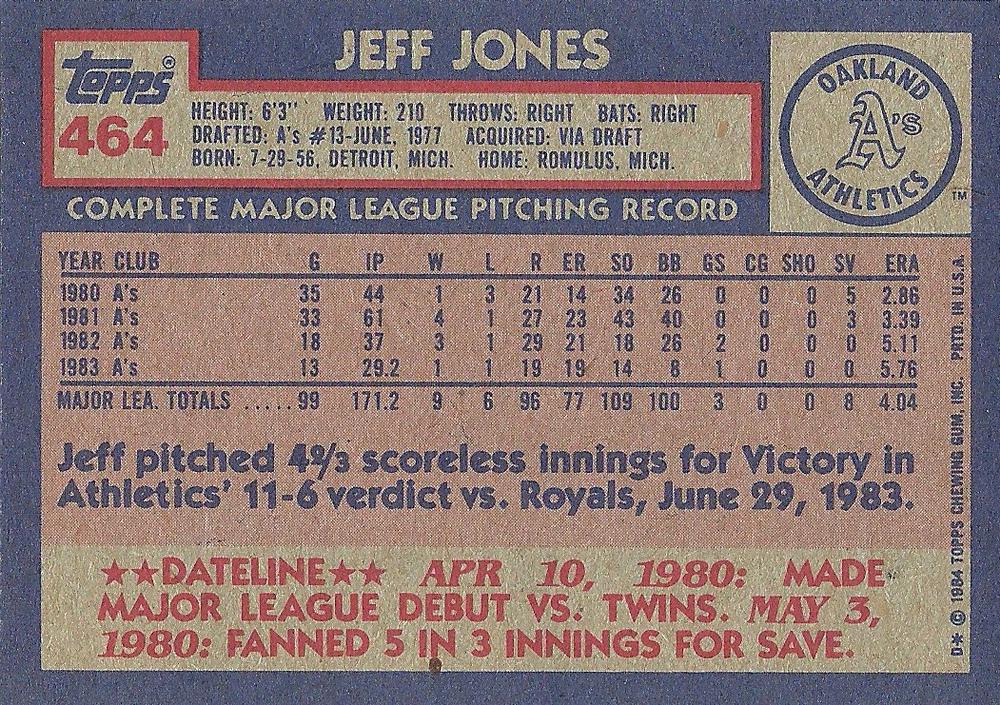 JEFF JONES
topps®
464
HEIGHT: 6'3" WEIGHT: 210 THROWS: RIGHT BATS: RIGHT
DRAFTED: A's #13-JUNE, 1977 ACQUIRED: VIA DRAFT
BORN: 7-29-56, DETROIT, MICH. HOME: ROMULUS, MICH.
OAKLAND
A's
ATHLETICS
TM
COMPLETE MAJOR LEAGUE PITCHING RECORD
YEAR CLUB G IP W L R ER SO BB GS CG SHO SV ERA
1980 A's 35 44 1 3 21 14 34 26 0 0 0 5 2.86
1981 A's 33 61 4 1 27 23 43 40 0 0 0 3 3.39
1982 A's 18 37 3 1 29 21 18 26 2 0 0 0 5.11
1983 A's 13 29.2 1 1 19 19 14 8 1 0 0 0 5.76
MAJOR LEA. TOTALS .....99 171.2 9 6 96 77 109 100 3 0 0 8 4.04
Jeff pitched 4⅔ scoreless innings for Victory in
Athletics' 11-6 verdict vs. Royals, June 29, 1983.
★★DATELINE★★ APR 10, 1980: MADE
MAJOR LEAGUE DEBUT VS. TWINS. MAY 3,
1980: FANNED 5 IN 3 INNINGS FOR SAVE.
D* © 1984 TOPPS CHEWING GUM, INC. PRTD. IN U.S.A.